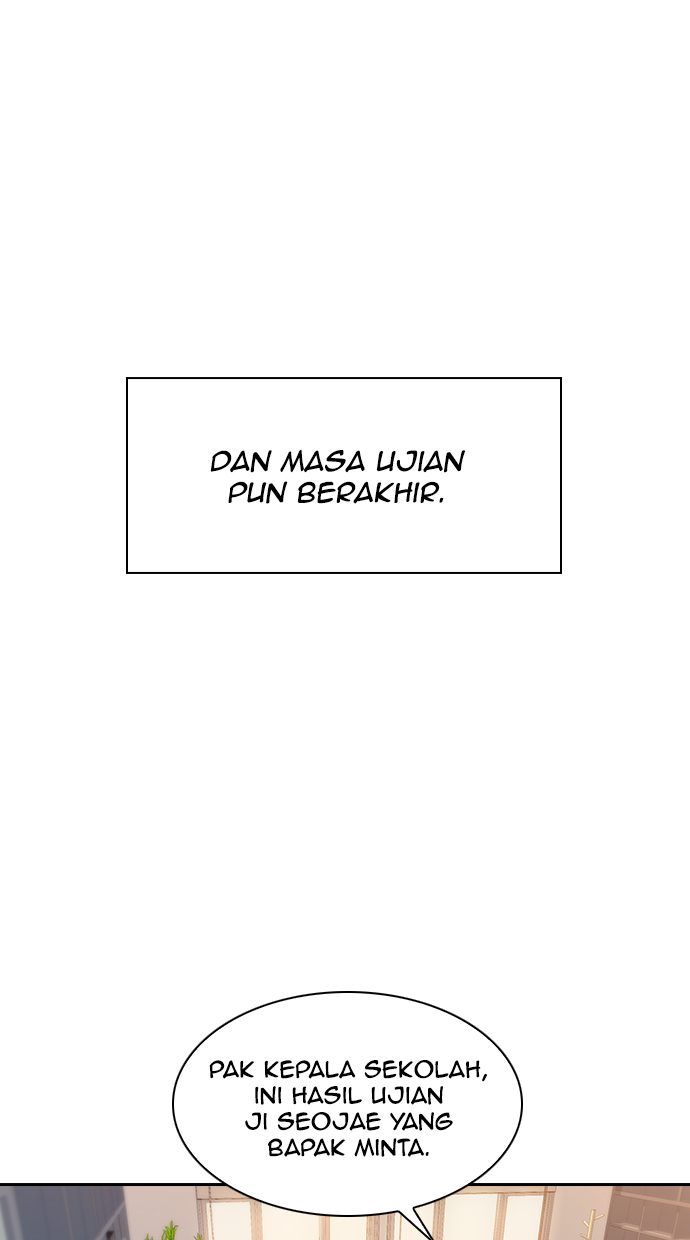 DAN MASA UJIAN
PUN BERAKHIR.
PAK KEPALA SEKOLAH,
INI HASIL UJIAN
JI SEOJAE YANG
BAPAK MINTA.